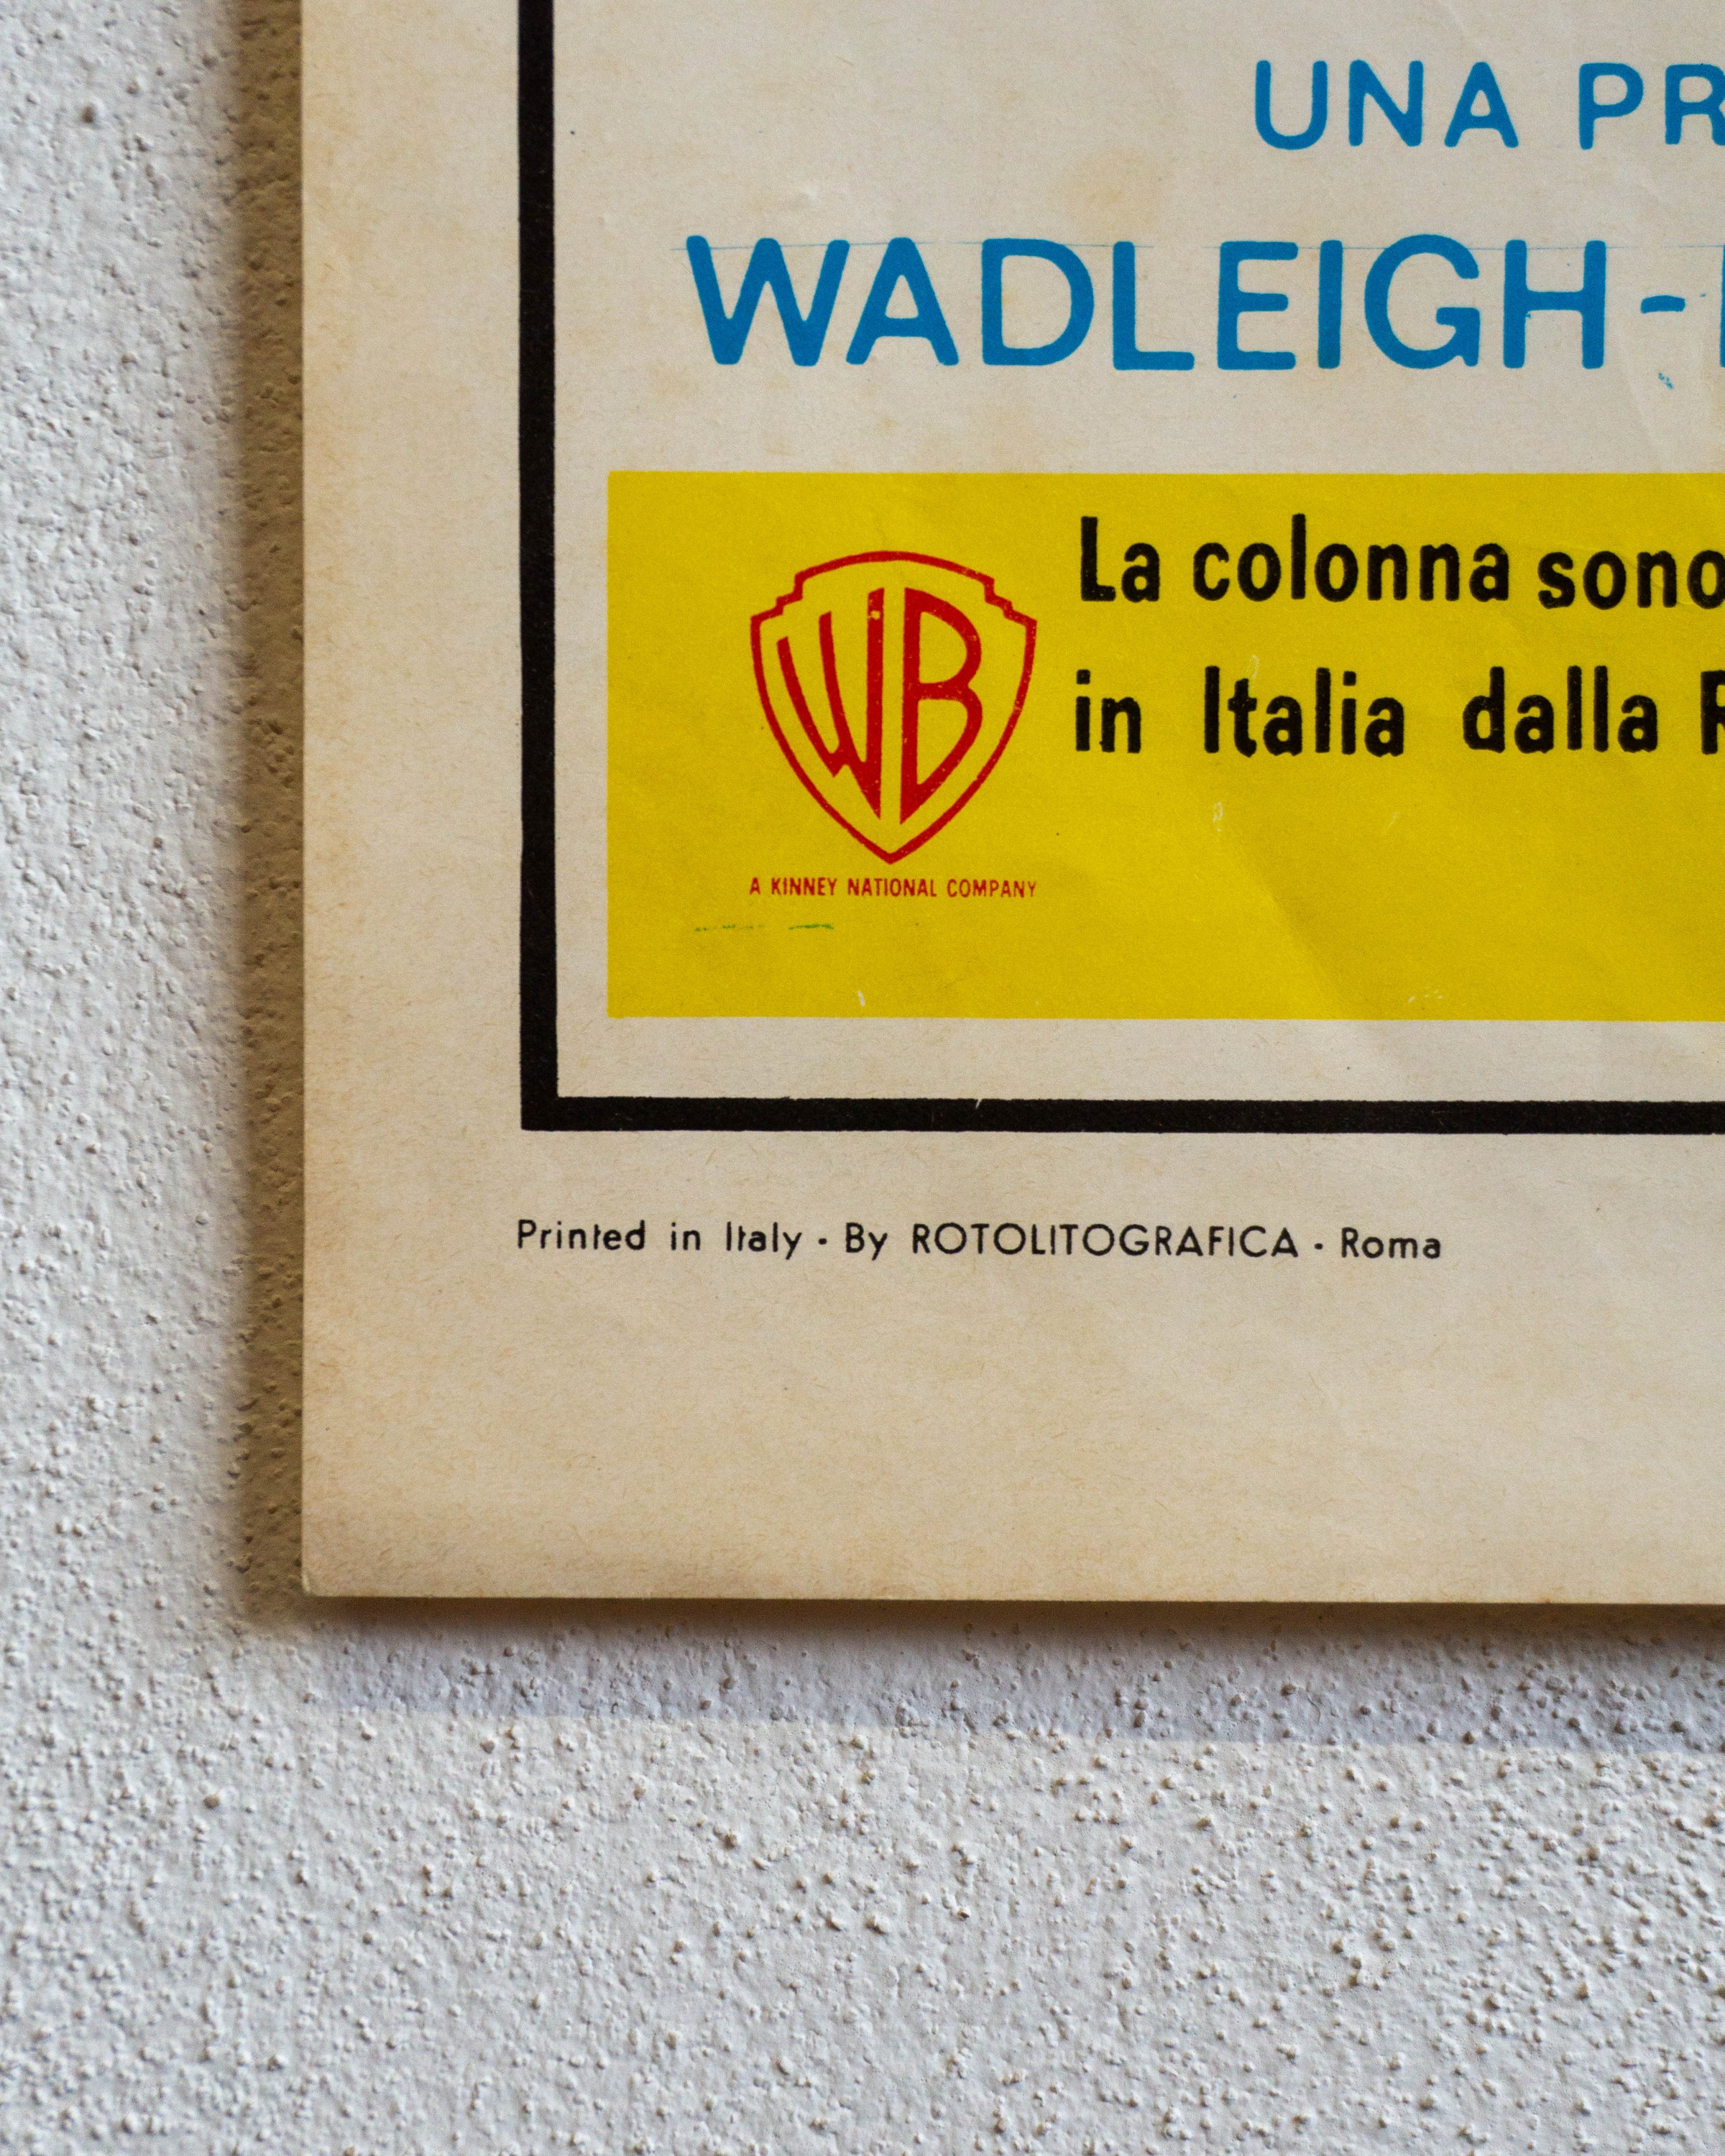 UNA PR
WADLEIGH -
La colonna sono
in Italia dalla R
WB
A KINNEY NATIONAL COMPANY
Printed in Italy · By ROTOLITOGRAFICA · Roma